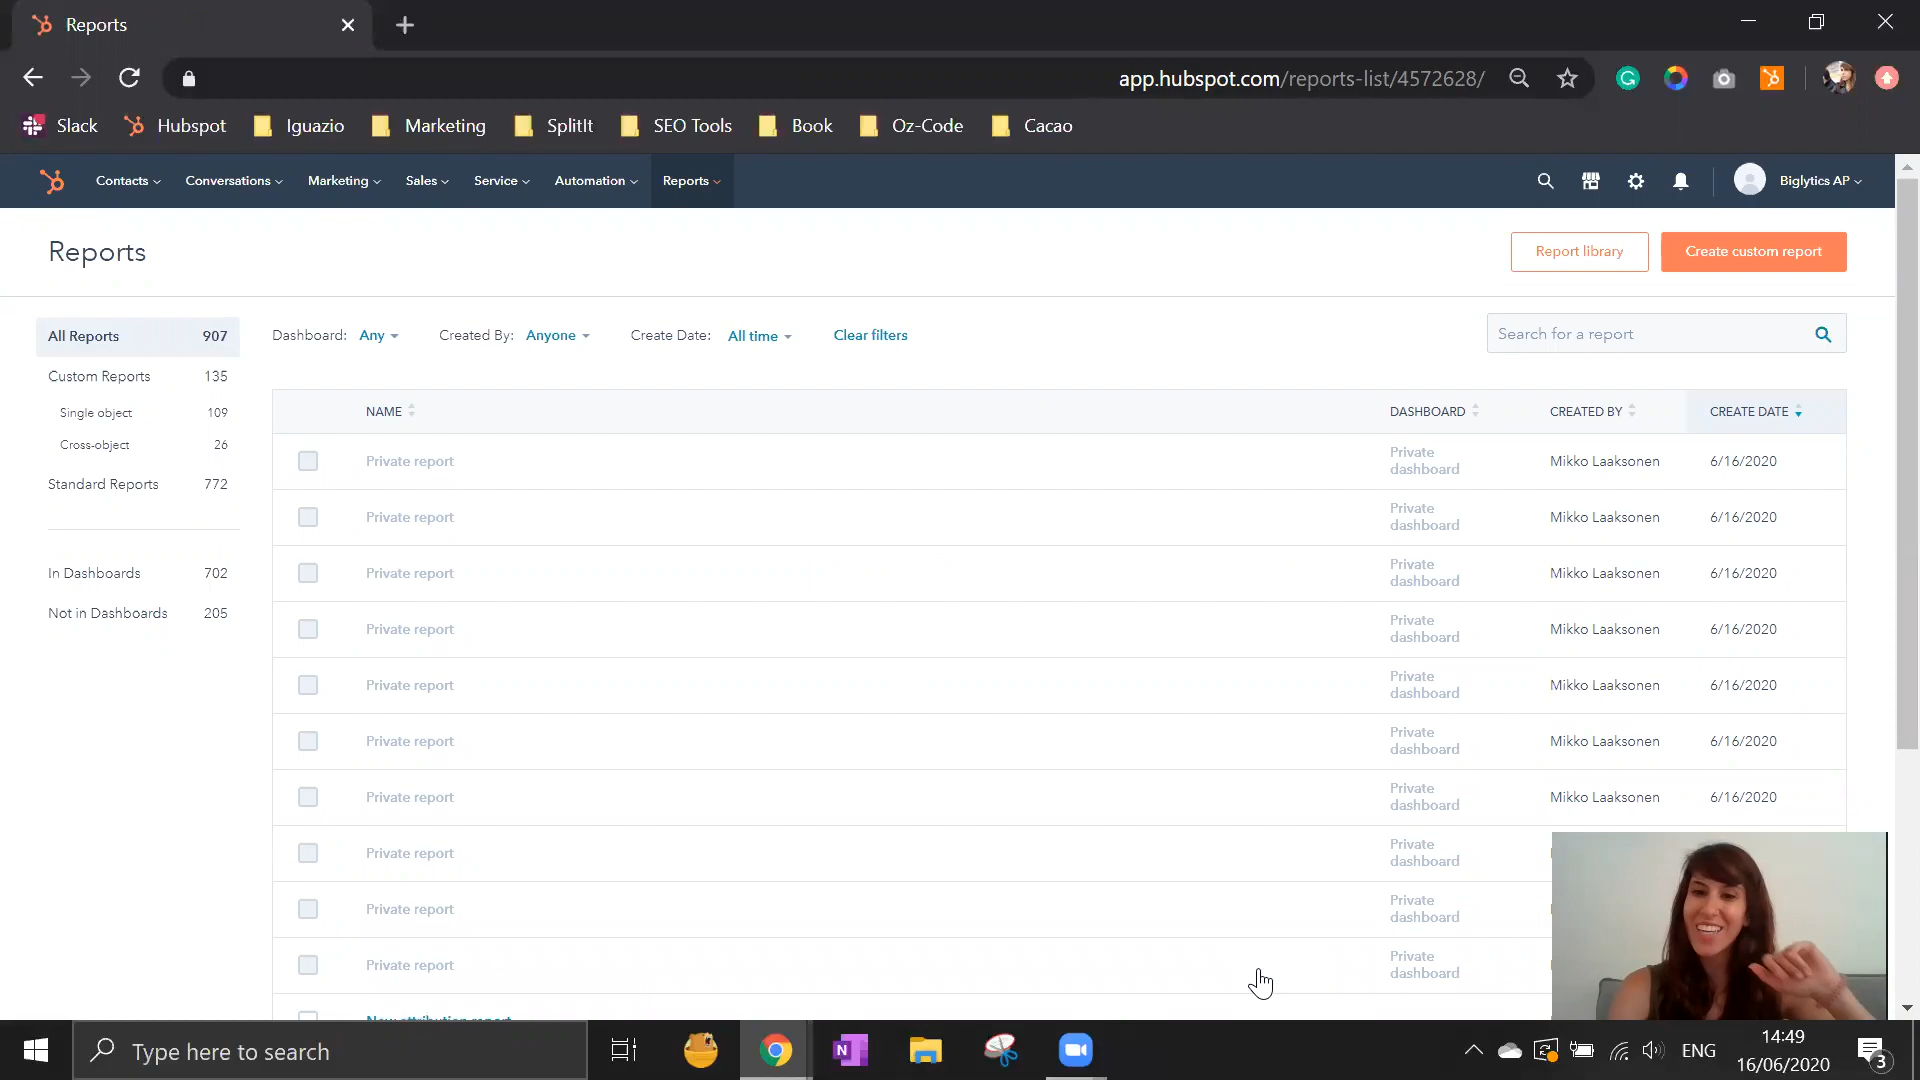 Reports
app.hubspot.com/reports-list/4572628/
Slack Hubspot Iguazio Marketing SplitIt SEO Tools Book Oz-Code Cacao
Contacts Conversations Marketing Sales Service Automation Reports Biglytics AP
Reports
Report library Create custom report
All Reports 907
Custom Reports 135
Single object 109
Cross-object 26
Standard Reports 772
In Dashboards 702
Not in Dashboards 205
Dashboard: Any Created By: Anyone Create Date: All time Clear filters
Search for a report
NAME DASHBOARD CREATED BY CREATE DATE
Private report Private dashboard Mikko Laaksonen 6/16/2020
Private report Private dashboard Mikko Laaksonen 6/16/2020
Private report Private dashboard Mikko Laaksonen 6/16/2020
Private report Private dashboard Mikko Laaksonen 6/16/2020
Private report Private dashboard Mikko Laaksonen 6/16/2020
Private report Private dashboard Mikko Laaksonen 6/16/2020
Private report Private dashboard Mikko Laaksonen 6/16/2020
Private report Private dashboard
Private report Private dashboard
Private report Private dashboard
New attribution report
Type here to search
N
ENG
14:49
16/06/2020
3